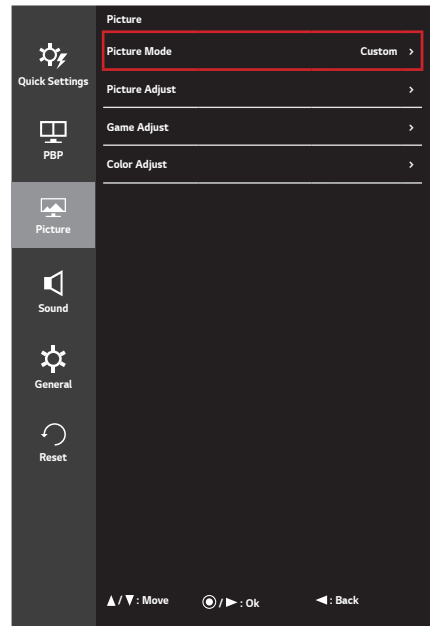 Picture
Picture Mode Custom >
Quick Settings
Picture Adjust >
Game Adjust >
PBP
Color Adjust >
Picture
Sound
General
Reset
▲ / ▼ : Move ◉ / ► : Ok ◄ : Back